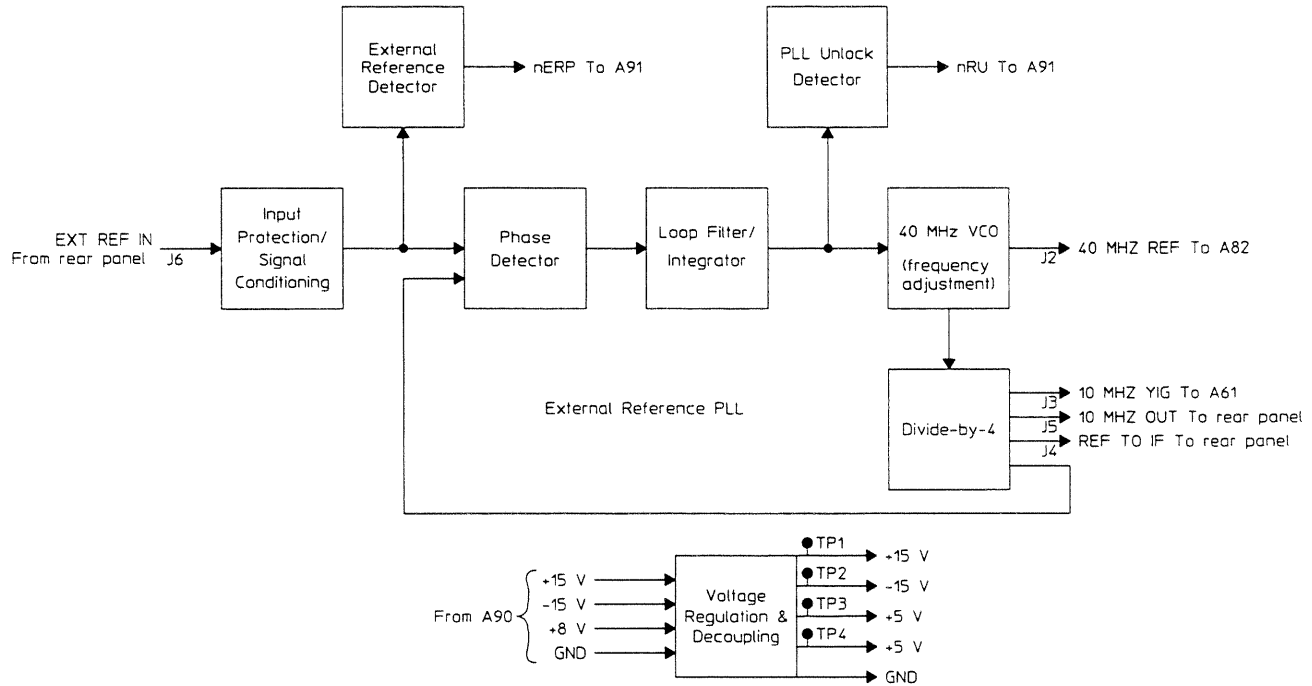 External
Reference
Detector
nERP To A91
PLL Unlock
Detector
nRU To A91
EXT REF IN
From rear panel
J6
Input
Protection/
Signal
Conditioning
Phase
Detector
Loop Filter/
Integrator
40 MHz VCO
(frequency
adjustment)
J2
40 MHZ REF To A82
External Reference PLL
Divide-by-4
J3
10 MHZ YIG To A61
J5
10 MHZ OUT To rear panel
J4
REF TO IF To rear panel
From A90
+15 V
-15 V
+8 V
GND
Voltage
Regulation &
Decoupling
TP1
+15 V
TP2
-15 V
TP3
+5 V
TP4
+5 V
GND